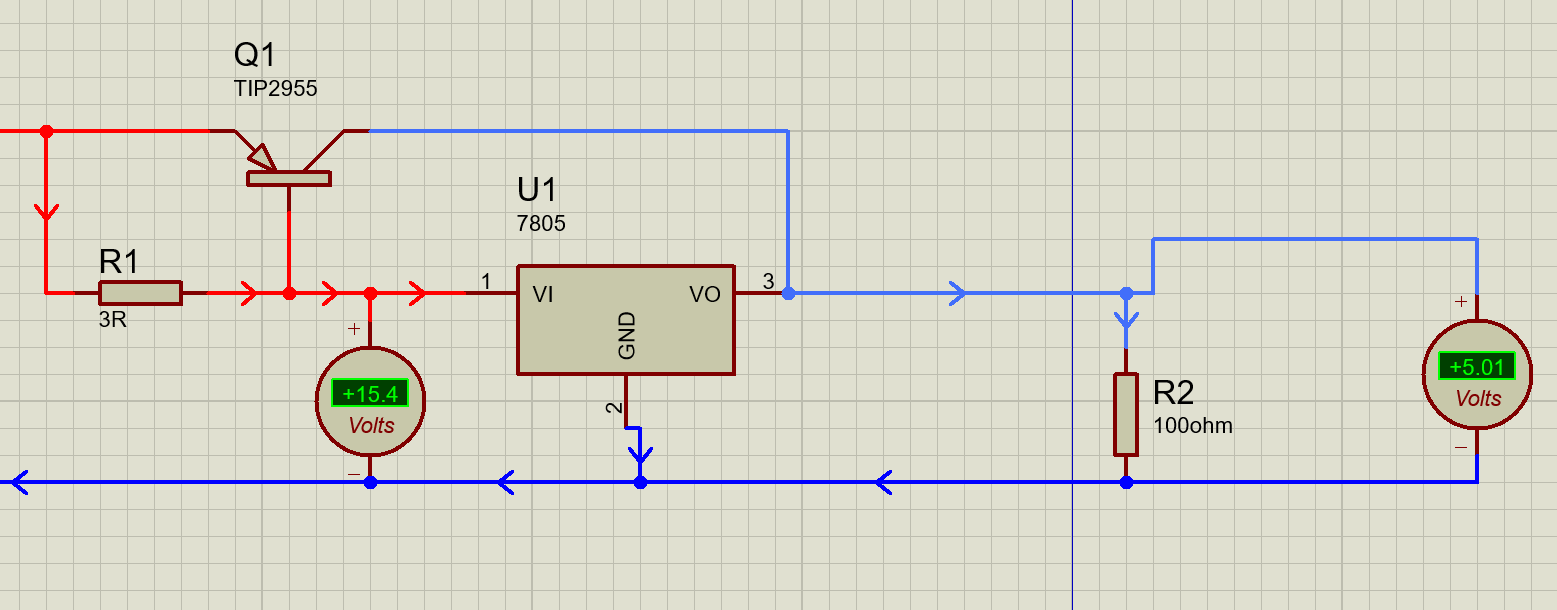 Q1
TIP2955
U1
7805
R1
3R
1
VI
VO
3
GND
2
+
+15.4
Volts
−
R2
100ohm
+
+5.01
Volts
−